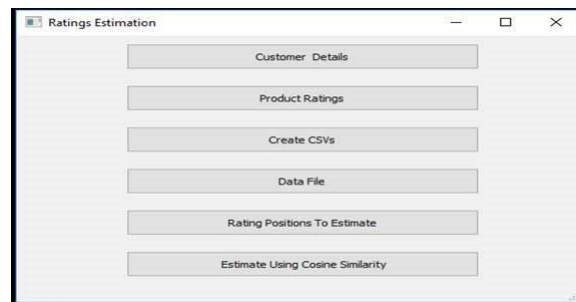 Ratings Estimation
Customer Details
Product Ratings
Create CSVs
Data File
Rating Positions To Estimate
Estimate Using Cosine Similarity